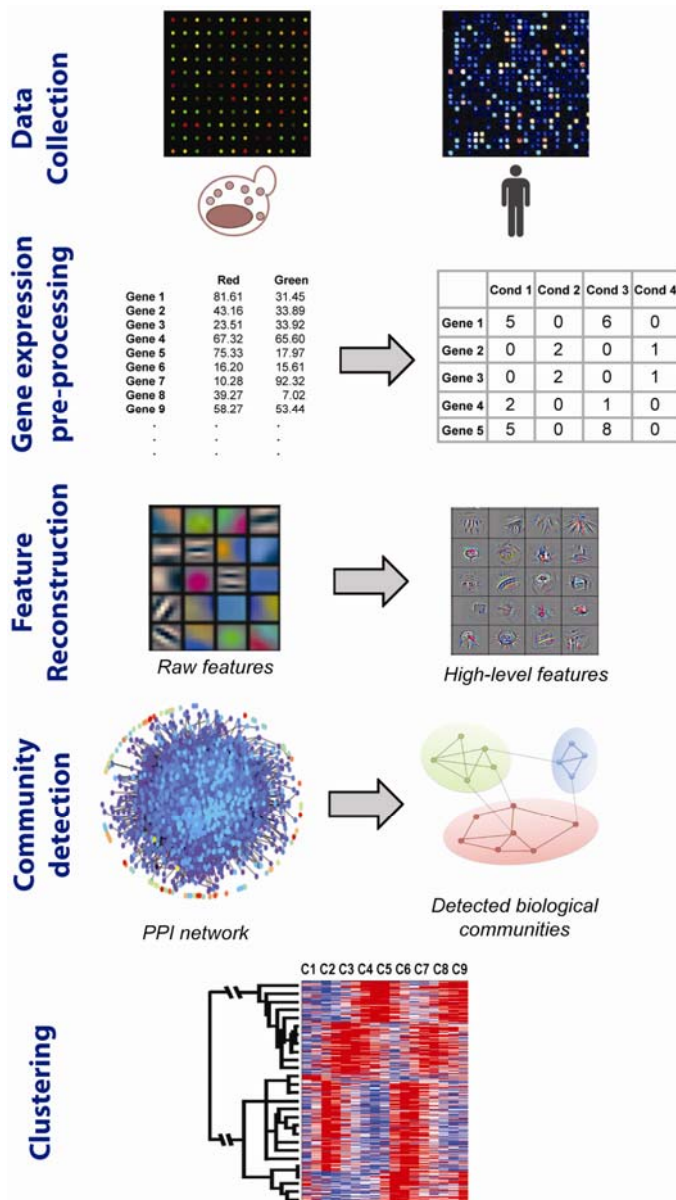 Data
Collection
Gene expression
pre-processing
Red Green
Gene 1 81.61 31.45
Gene 2 43.16 33.89
Gene 3 23.51 33.92
Gene 4 67.32 65.60
Gene 5 75.33 17.97
Gene 6 16.20 15.61
Gene 7 10.28 92.32
Gene 8 39.27 7.02
Gene 9 58.27 53.44
. .
. .
. .
Cond 1 Cond 2 Cond 3 Cond 4
Gene 1 5 0 6 0
Gene 2 0 2 0 1
Gene 3 0 2 0 1
Gene 4 2 0 1 0
Gene 5 5 0 8 0
Feature
Reconstruction
Raw features
High-level features
Community
detection
PPI network
Detected biological
communities
Clustering
C1 C2 C3 C4 C5 C6 C7 C8 C9